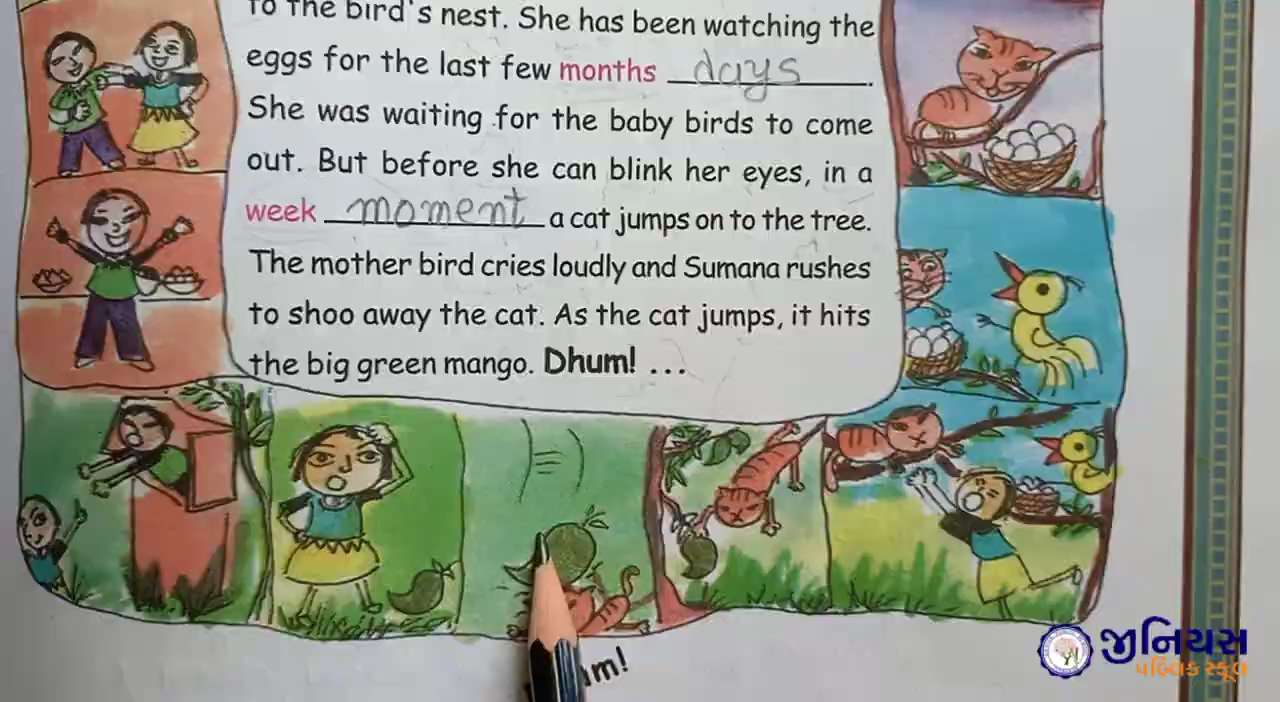 to the bird's nest. She has been watching the
eggs for the last few months days.
She was waiting for the baby birds to come
out. But before she can blink her eyes, in a
week moment a cat jumps on to the tree.
The mother bird cries loudly and Sumana rushes
to shoo away the cat. As the cat jumps, it hits
the big green mango. Dhum! ...
જીનિયસ
પબ્લિક સ્કૂલ